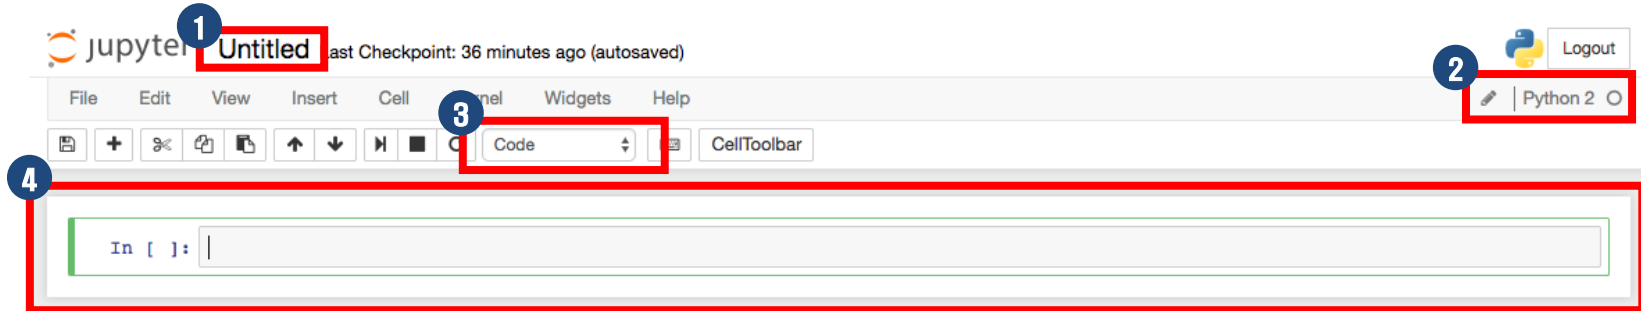 1
jupyter Untitled Last Checkpoint: 36 minutes ago (autosaved)
Logout
2
File Edit View Insert Cell Kernel Widgets Help
Python 2
3
Code
CellToolbar
4
In [ ]: